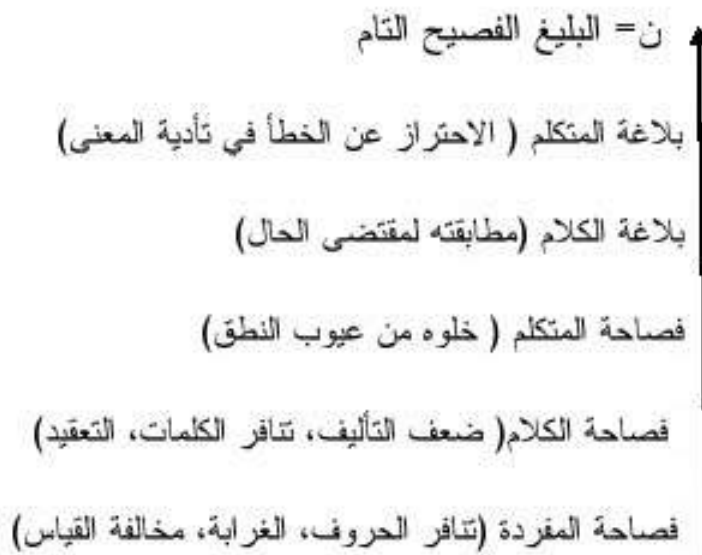 ن= البليغ الفصيح التام
بلاغة المتكلم ( الاحتراز عن الخطأ في تأدية المعنى)
بلاغة الكلام (مطابقته لمقتضى الحال)
فصاحة المتكلم ( خلوه من عيوب النطق)
فصاحة الكلام( ضعف التأليف، تنافر الكلمات، التعقيد)
فصاحة المفردة (تنافر الحروف، الغرابة، مخالفة القياس)